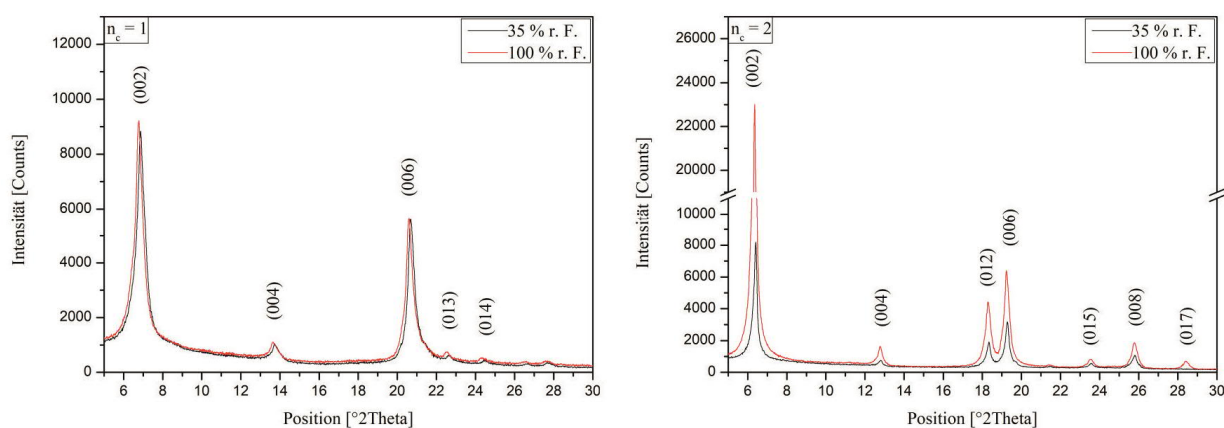 n_c = 1
35 % r. F.
100 % r. F.
12000
10000
8000
6000
4000
2000
0
Intensität [Counts]
(002)
(004)
(006)
(013)
(014)
6 8 10 12 14 16 18 20 22 24 26 28 30
Position [°2Theta]
n_c = 2
35 % r. F.
100 % r. F.
26000
24000
22000
20000
10000
8000
6000
4000
2000
0
Intensität [Counts]
(002)
(004)
(012)
(006)
(015)
(008)
(017)
6 8 10 12 14 16 18 20 22 24 26 28 30
Position [°2Theta]